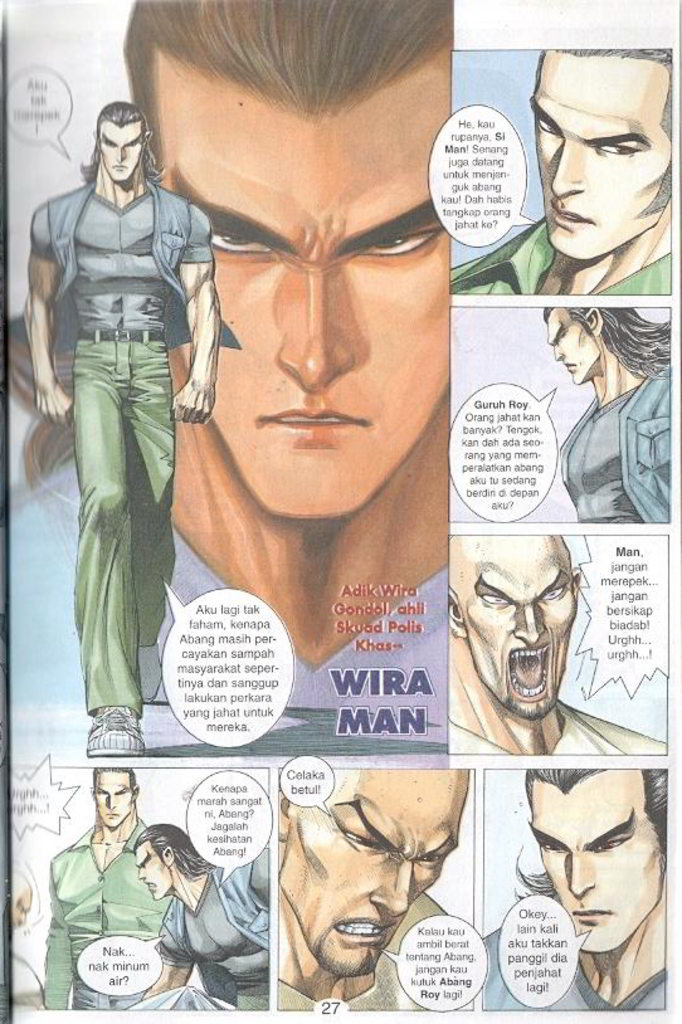 Aku
tak
merepek
!
He, kau
rupanya, Si
Man! Senang
juga datang
untuk menjen-
guk abang
kau! Dah habis
tangkap orang
jahat ke?
Guruh Roy.
Orang jahat kan
banyak? Tengok,
kan dah ada seo-
rang yang mem-
peralatkan abang
aku tu sedang
berdiri di depan
aku?
Man,
jangan
merepek...
jangan
bersikap
biadab!
Urghh...
urghh...!
Aku lagi tak
faham, kenapa
Abang masih per-
cayakan sampah
masyarakat seper-
tinya dan sanggup
lakukan perkara
yang jahat untuk
mereka.
Adik Wira
Gondol, ahli
Skuad Polis
Khas--
WIRA
MAN
Kenapa
marah sangat
ni, Abang?
Jagalah
kesihatan
Abang!
Nak...
nak minum
air?
Celaka
betul!
Kalau kau
ambil berat
tentang Abang,
jangan kau
kutuk Abang
Roy lagi!
Okey...
lain kali
aku takkan
panggil dia
penjahat
lagi!
27